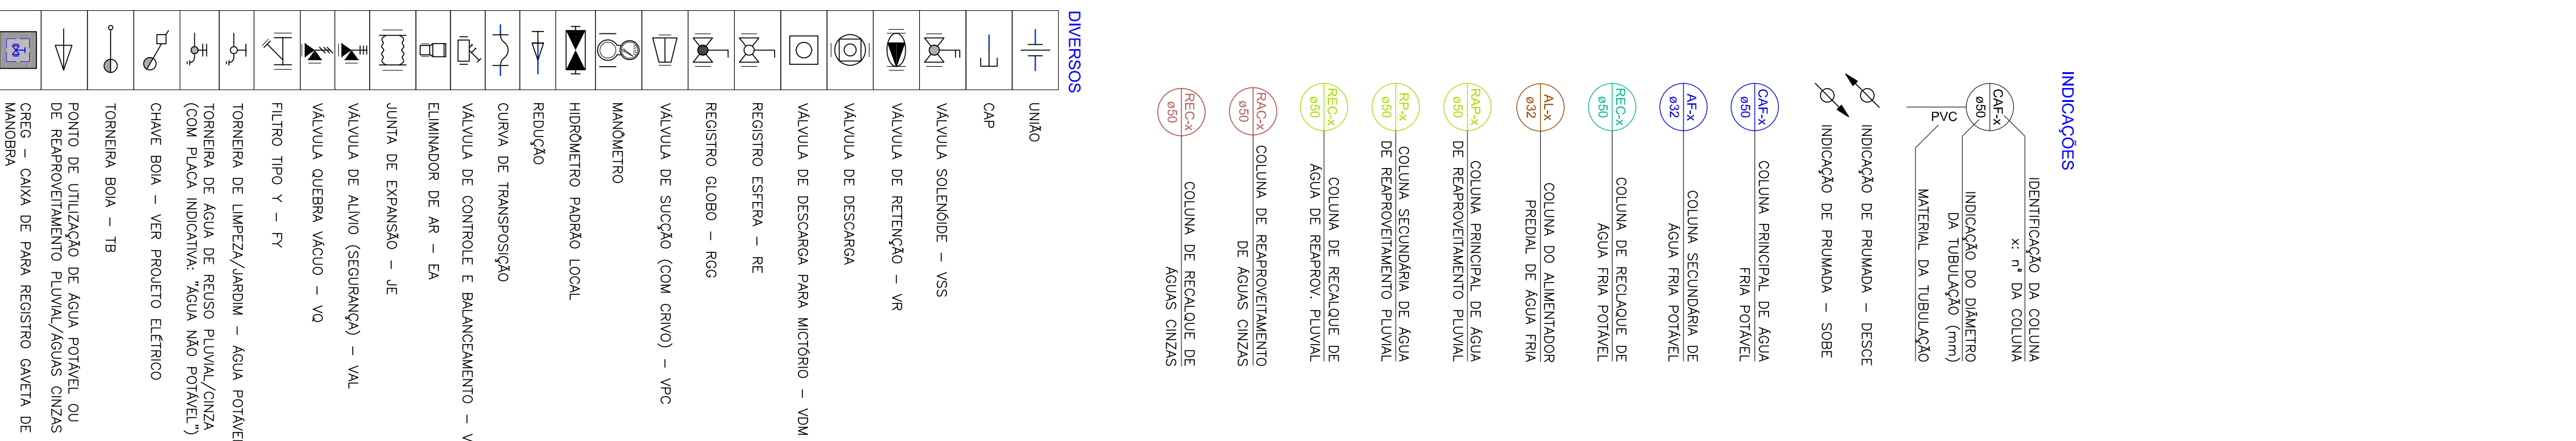 INDICAÇÕES
CAF-x
ø50
PVC
IDENTIFICAÇÃO DA COLUNA
x: nº DA COLUNA
INDICAÇÃO DO DIÂMETRO
DA TUBULAÇÃO (mm)
MATERIAL DA TUBULAÇÃO
INDICAÇÃO DE PRUMADA – DESCE
INDICAÇÃO DE PRUMADA – SOBE
CAF-x
ø50
COLUNA PRINCIPAL DE ÁGUA
FRIA POTÁVEL
AF-x
ø32
COLUNA SECUNDÁRIA DE
ÁGUA FRIA POTÁVEL
REC-x
ø50
COLUNA DE RECLAQUE DE
ÁGUA FRIA POTÁVEL
AL-x
ø32
COLUNA DO ALIMENTADOR
PREDIAL DE ÁGUA FRIA
RAP-x
ø50
COLUNA PRINCIPAL DE ÁGUA
DE REAPROVEITAMENTO PLUVIAL
RP-x
ø50
COLUNA SECUNDÁRIA DE ÁGUA
DE REAPROVEITAMENTO PLUVIAL
REC-x
ø50
COLUNA DE RECALQUE DE
ÁGUA DE REAPROV. PLUVIAL
RAC-x
ø50
COLUNA DE REAPROVEITAMENTO
DE ÁGUAS CINZAS
REC-x
ø50
COLUNA DE RECALQUE DE
ÁGUAS CINZAS
DIVERSOS
UNIÃO
CAP
VÁLVULA SOLENÓIDE – VSS
VÁLVULA DE RETENÇÃO – VR
VÁLVULA DE DESCARGA
VÁLVULA DE DESCARGA PARA MICTÓRIO – VDM
REGISTRO ESFERA – RE
REGISTRO GLOBO – RGG
VÁLVULA DE SUCÇÃO (COM CRIVO) – VPC
MANÔMETRO
HIDRÔMETRO PADRÃO LOCAL
REDUÇÃO
CURVA DE TRANSPOSIÇÃO
VÁLVULA DE CONTROLE E BALANCEAMENTO –
ELIMINADOR DE AR – EA
JUNTA DE EXPANSÃO – JE
VÁLVULA DE ALÍVIO (SEGURANÇA) – VAL
VÁLVULA QUEBRA VÁCUO – VQ
FILTRO TIPO Y – FY
TORNEIRA DE LIMPEZA/JARDIM – ÁGUA POTÁVEL
TORNEIRA DE ÁGUA DE REUSO PLUVIAL/CINZA
(COM PLACA INDICATIVA: "ÁGUA NÃO POTÁVEL")
CHAVE BOIA – VER PROJETO ELÉTRICO
TORNEIRA BOIA – TB
PONTO DE UTILIZAÇÃO DE ÁGUA POTÁVEL OU
DE REAPROVEITAMENTO PLUVIAL/ÁGUAS CINZAS
CREG – CAIXA DE PARA REGISTRO GAVETA DE
MANOBRA